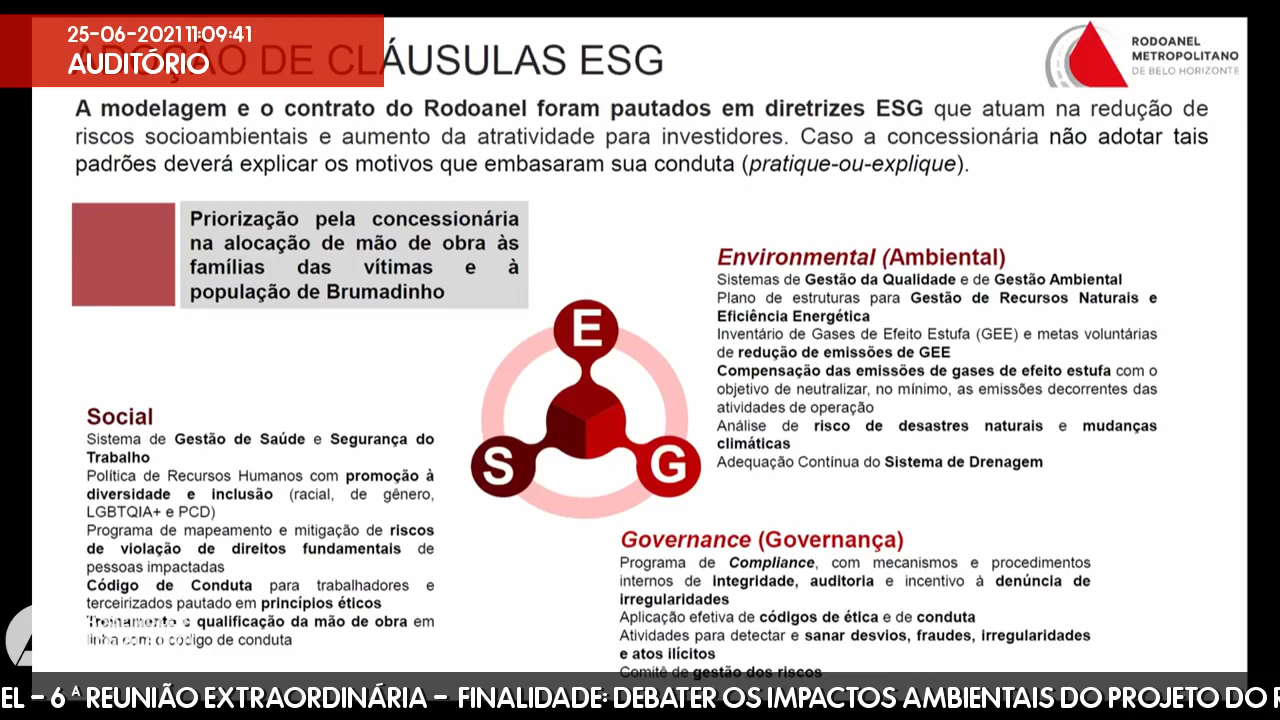 25-06-2021 11:09:41
AUDITÓRIO
ADOÇÃO DE CLÁUSULAS ESG
RODOANEL
METROPOLITANO
DE BELO HORIZONTE
A modelagem e o contrato do Rodoanel foram pautados em diretrizes ESG que atuam na redução de
riscos socioambientais e aumento da atratividade para investidores. Caso a concessionária não adotar tais
padrões deverá explicar os motivos que embasaram sua conduta (pratique-ou-explique).
Priorização pela concessionária
na alocação de mão de obra às
famílias das vítimas e à
população de Brumadinho
Environmental (Ambiental)
Sistemas de Gestão da Qualidade e de Gestão Ambiental
Plano de estruturas para Gestão de Recursos Naturais e
Eficiência Energética
Inventário de Gases de Efeito Estufa (GEE) e metas voluntárias
de redução de emissões de GEE
Compensação das emissões de gases de efeito estufa com o
objetivo de neutralizar, no mínimo, as emissões decorrentes das
atividades de operação
Análise de risco de desastres naturais e mudanças
climáticas
Adequação Contínua do Sistema de Drenagem
E
S
G
Social
Sistema de Gestão de Saúde e Segurança do
Trabalho
Política de Recursos Humanos com promoção à
diversidade e inclusão (racial, de gênero,
LGBTQIA+ e PCD)
Programa de mapeamento e mitigação de riscos
de violação de direitos fundamentais de
pessoas impactadas
Código de Conduta para trabalhadores e
terceirizados pautado em princípios éticos
Treinamento e qualificação da mão de obra em
linha com o código de conduta
Governance (Governança)
Programa de Compliance, com mecanismos e procedimentos
internos de integridade, auditoria e incentivo à denúncia de
irregularidades
Aplicação efetiva de códigos de ética e de conduta
Atividades para detectar e sanar desvios, fraudes, irregularidades
e atos ilícitos
Comitê de gestão dos riscos
EL - 6ª REUNIÃO EXTRAORDINÁRIA - FINALIDADE: DEBATER OS IMPACTOS AMBIENTAIS DO PROJETO DO